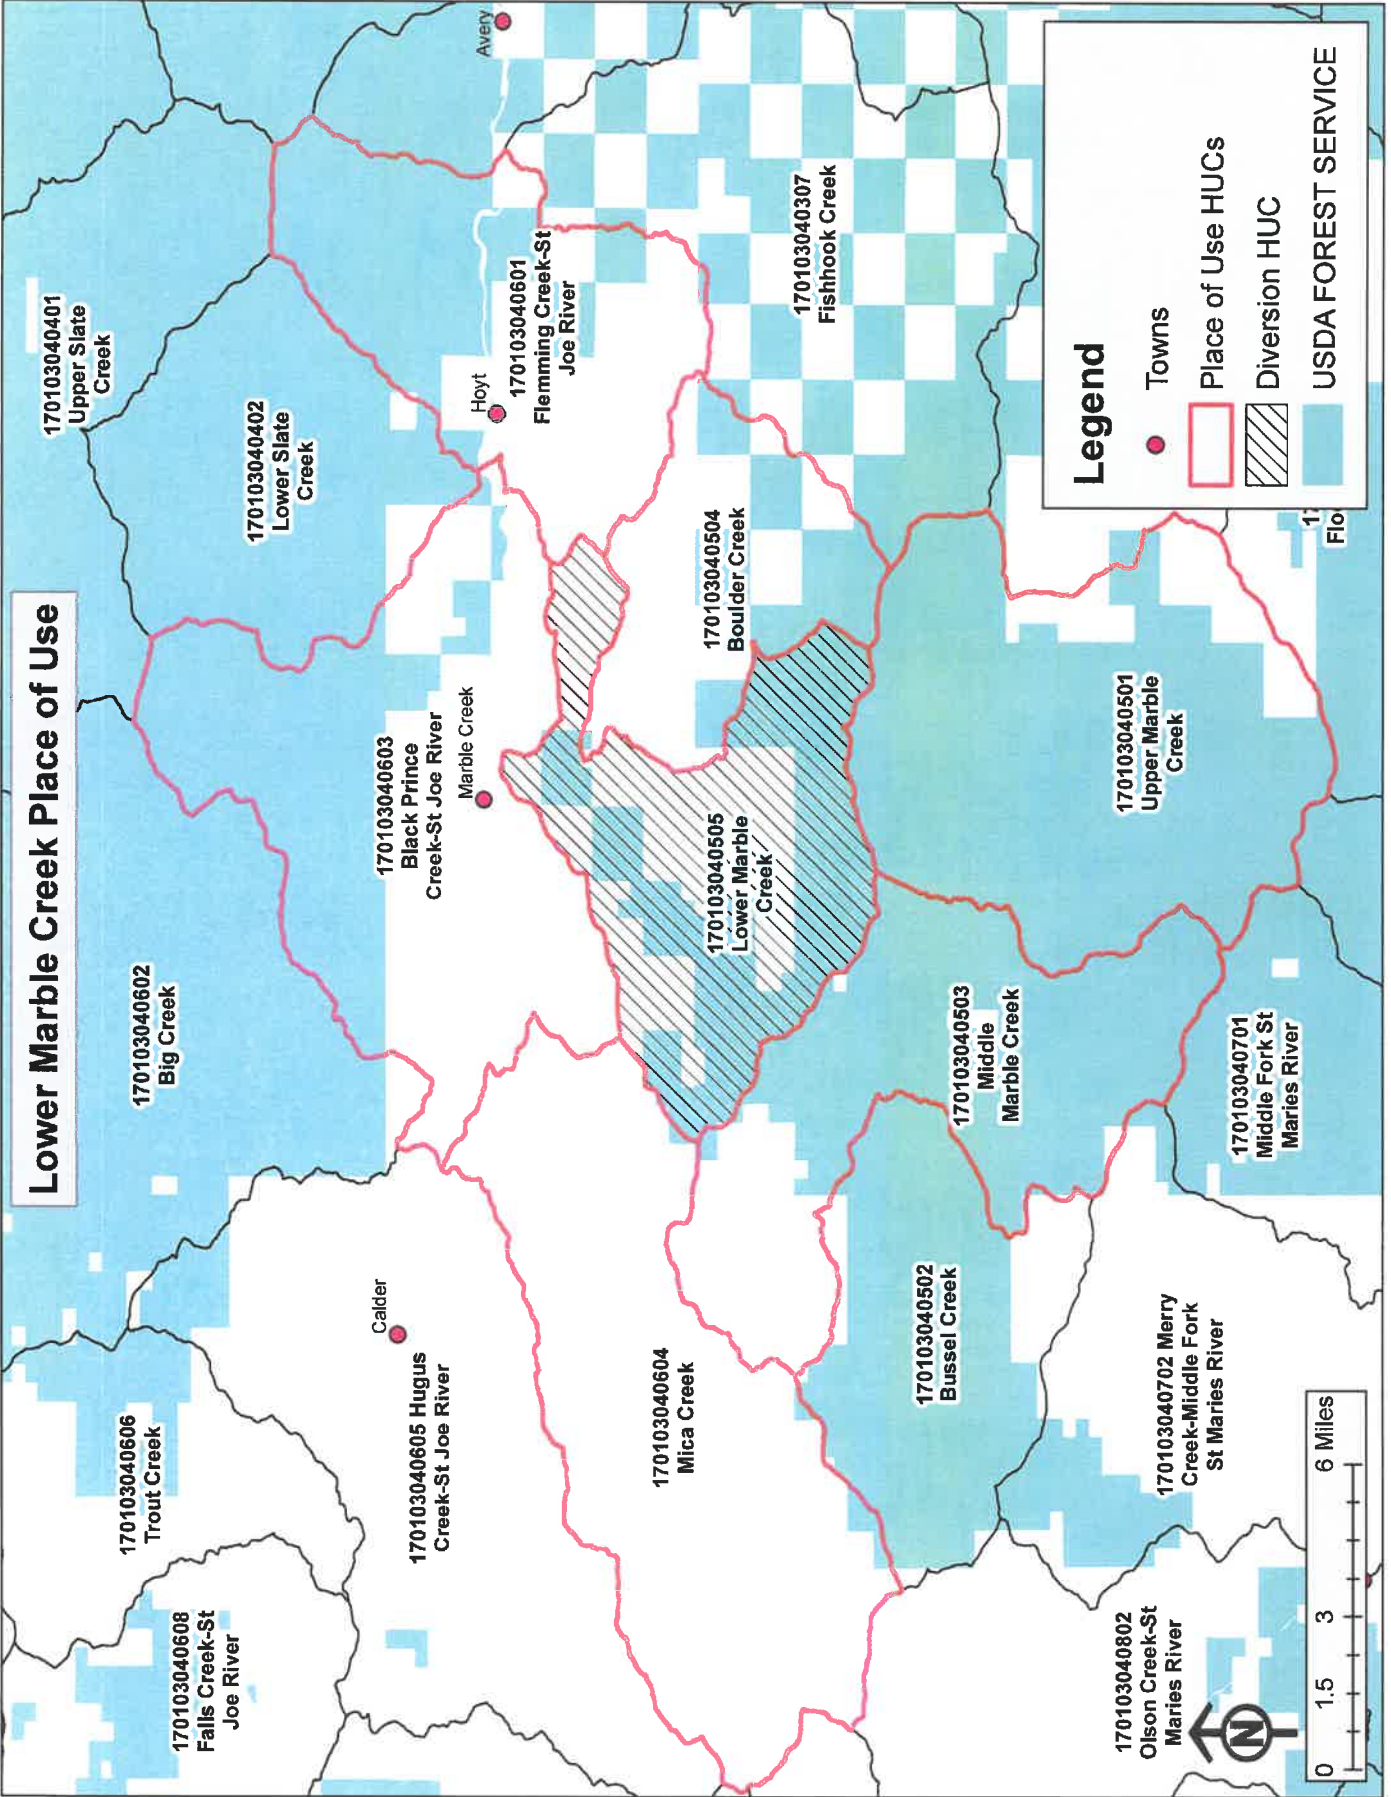 Lower Marble Creek Place of Use
170103040401
Upper Slate
Creek
Avery
170103040402
Lower Slate
Creek
Hoyt
170103040601
Flemming Creek-St
Joe River
170103040307
Fishhook Creek
170103040602
Big Creek
170103040603
Black Prince
Creek-St Joe River
Marble Creek
170103040504
Boulder Creek
170103040505
Lower Marble
Creek
170103040501
Upper Marble
Creek
170103040606
Trout Creek
Calder
170103040605 Hugus
Creek-St Joe River
170103040604
Mica Creek
170103040503
Middle
Marble Creek
170103040502
Bussel Creek
170103040701
Middle Fork St
Maries River
170103040608
Falls Creek-St
Joe River
170103040702 Merry
Creek-Middle Fork
St Maries River
170103040802
Olson Creek-St
Maries River
17
Flo
Legend
Towns
Place of Use HUCs
Diversion HUC
USDA FOREST SERVICE
N
0 1.5 3 6 Miles